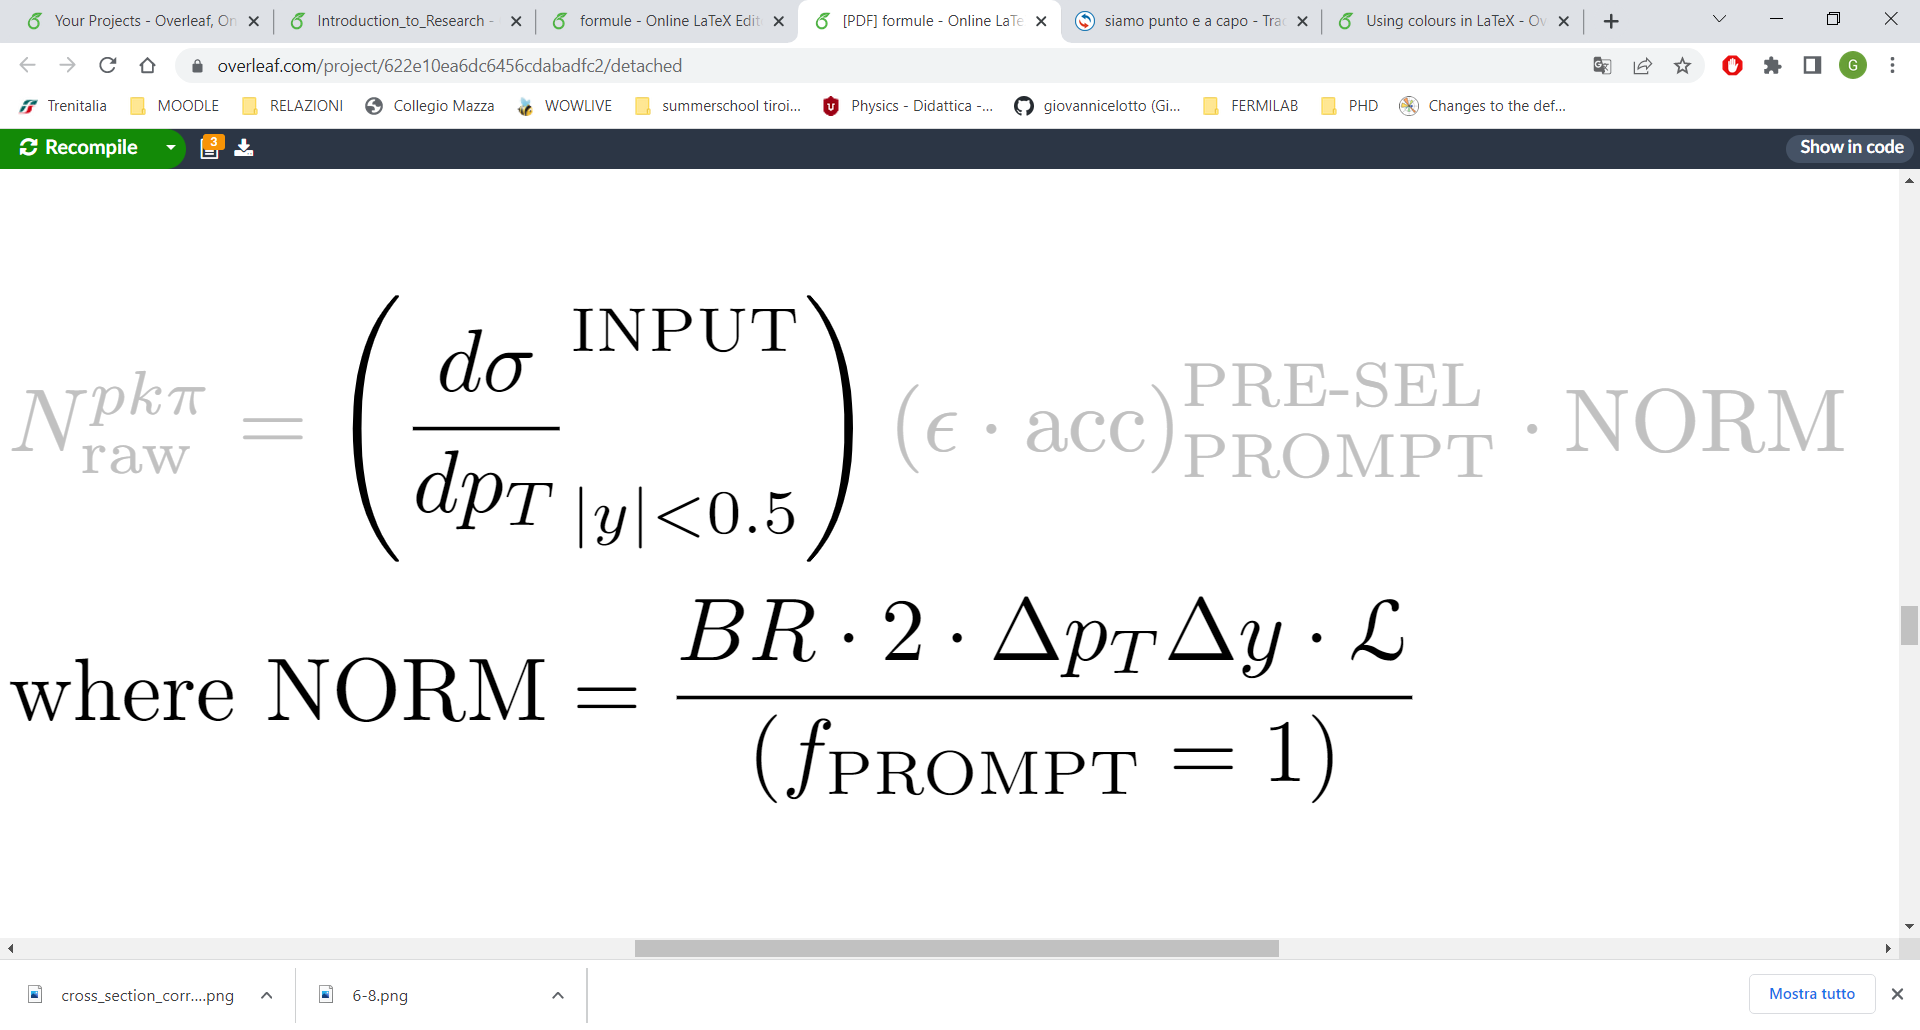 Your Projects - Overleaf, On
Introduction_to_Research -
formule - Online LaTeX Edit
[PDF] formule - Online LaTe
siamo punto e a capo - Trad
Using colours in LaTeX - Ov
overleaf.com/project/622e10ea6dc6456cdabadfc2/detached
G
Trenitalia
MOODLE
RELAZIONI
Collegio Mazza
WOWLIVE
summerschool tiroi...
Physics - Didattica -...
giovannicelotto (Gi...
FERMILAB
PHD
Changes to the def...
Recompile
3
Show in code
N_{raw}^{pkπ} = (dσ/dp_T ^{INPUT}_{|y|<0.5}) (ϵ · acc)^{PRE-SEL}_{PROMPT} · NORM
where NORM = BR · 2 · Δp_T Δy · ℒ / (f_{PROMPT} = 1)
cross_section_corr....png
6-8.png
Mostra tutto